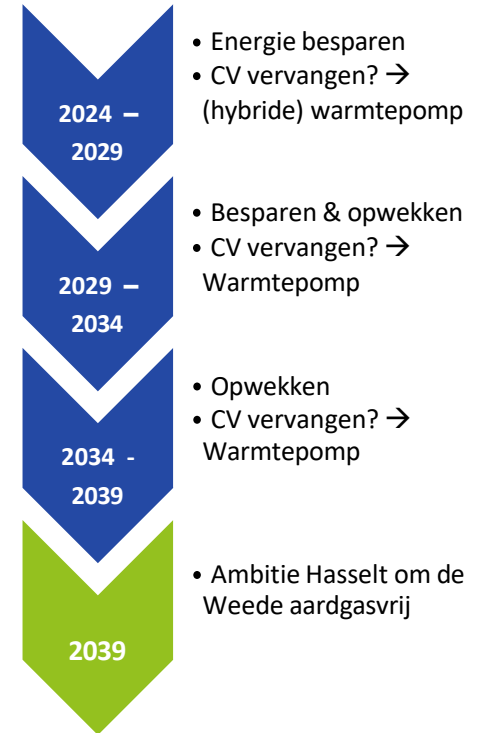 2024 –
2029
• Energie besparen
• CV vervangen? →
(hybride) warmtepomp
2029 –
2034
• Besparen & opwekken
• CV vervangen? →
Warmtepomp
2034 -
2039
• Opwekken
• CV vervangen? →
Warmtepomp
2039
• Ambitie Hasselt om de
Weede aardgasvrij